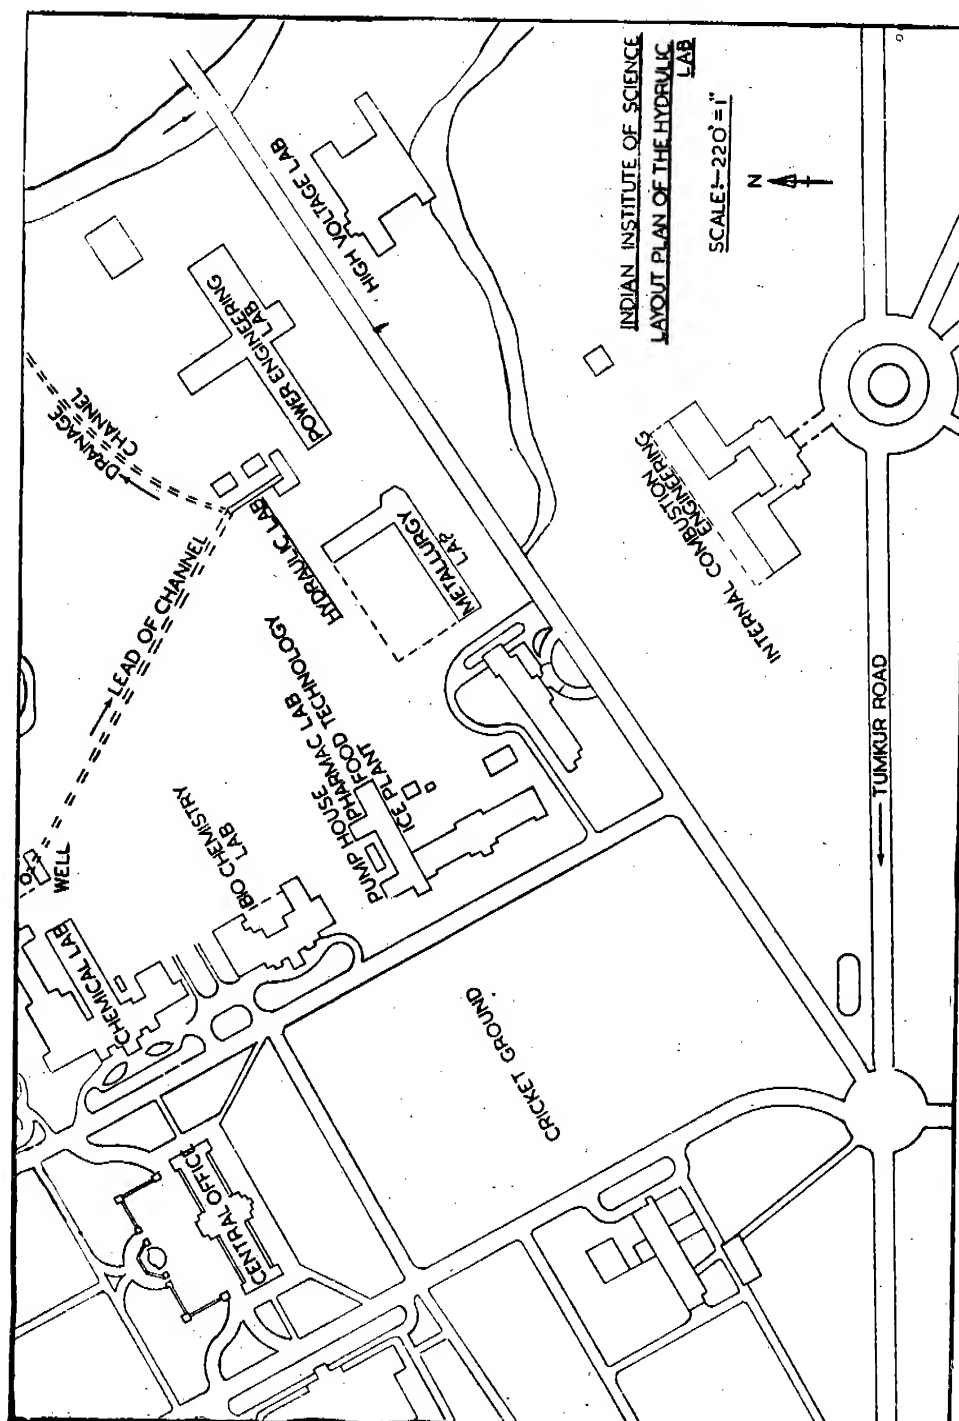 INDIAN INSTITUTE OF SCIENCE
LAYOUT PLAN OF THE HYDRULIC
LAB
SCALE:-220'=1"
N
HIGH VOLTAGE LAB
POWER ENGINEERING
LAB
DRAINAGE
CHANNEL
LEAD OF CHANNEL
HYDRAULIC LAB
METALLURGY
LAP
INTERNAL COMBUSTION
ENGINEERING
TUMKUR ROAD
PUMP HOUSE
PHARMAC LAB
FOOD TECHNOLOGY
ICE PLANT
BIO CHEMISTRY
LAB
WELL
CHEMICAL LAB
CRICKET GROUND
CENTRAL OFFICE